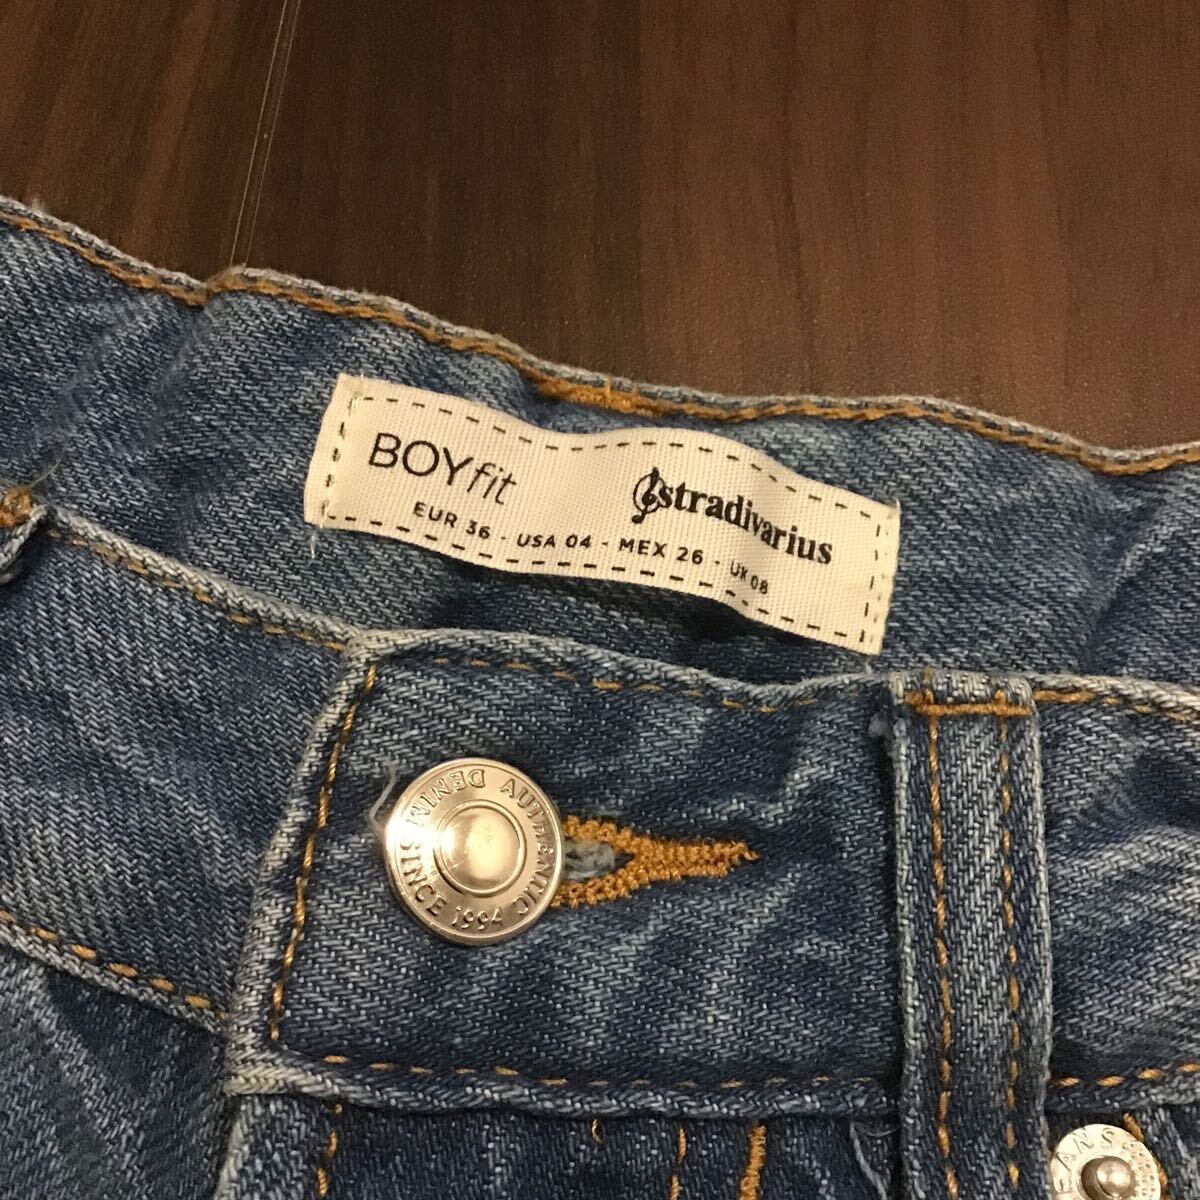 BOYfit
stradivarius
EUR 36 - USA 04 - MEX 26 - UK 08
AUTHENTIC DENIM SINCE 1994